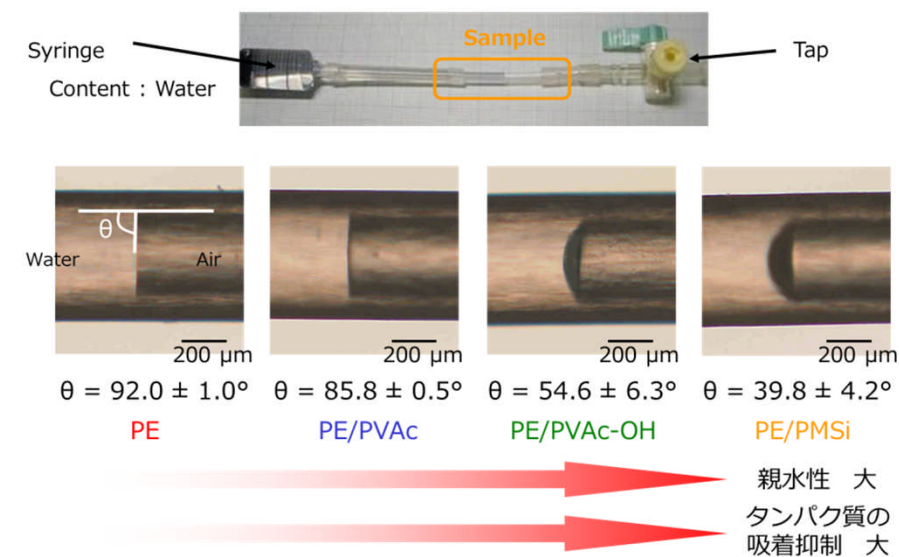 Syringe
Content : Water
Sample
Tap
θ
Water
Air
200 μm
200 μm
200 μm
200 μm
θ = 92.0 ± 1.0°
θ = 85.8 ± 0.5°
θ = 54.6 ± 6.3°
θ = 39.8 ± 4.2°
PE
PE/PVAc
PE/PVAc-OH
PE/PMSi
親水性 大
タンパク質の
吸着抑制 大